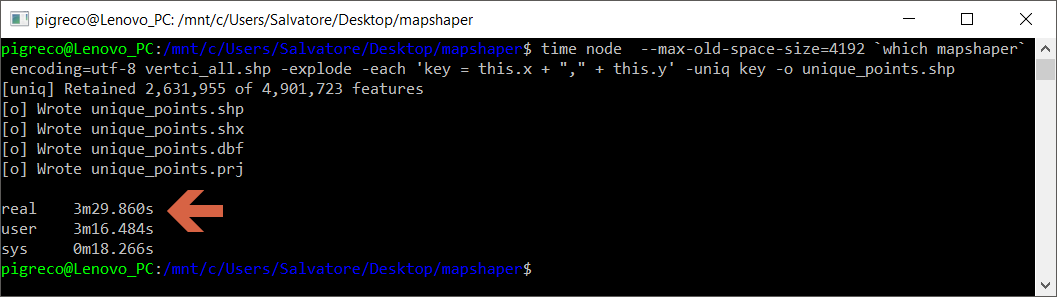 pigreco@Lenovo_PC: /mnt/c/Users/Salvatore/Desktop/mapshaper
pigreco@Lenovo_PC:/mnt/c/Users/Salvatore/Desktop/mapshaper$ time node  --max-old-space-size=4192 `which mapshaper`
 encoding=utf-8 vertci_all.shp -explode -each 'key = this.x + "," + this.y' -uniq key -o unique_points.shp
[uniq] Retained 2,631,955 of 4,901,723 features
[o] Wrote unique_points.shp
[o] Wrote unique_points.shx
[o] Wrote unique_points.dbf
[o] Wrote unique_points.prj
real    3m29.860s
user    3m16.484s
sys     0m18.266s
pigreco@Lenovo_PC:/mnt/c/Users/Salvatore/Desktop/mapshaper$